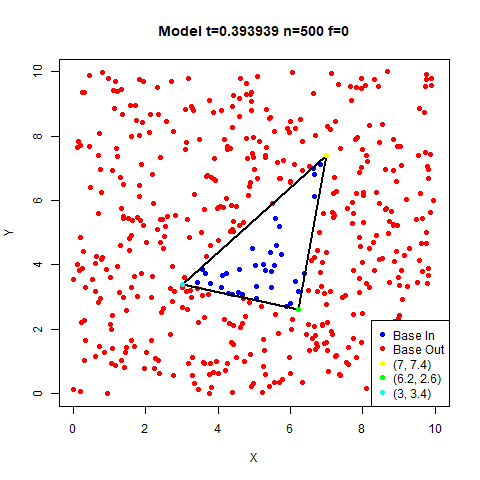 Model t=0.393939 n=500 f=0
10
8
6
4
2
0
Y
0 2 4 6 8 10
X
Base In
Base Out
(7, 7.4)
(6.2, 2.6)
(3, 3.4)